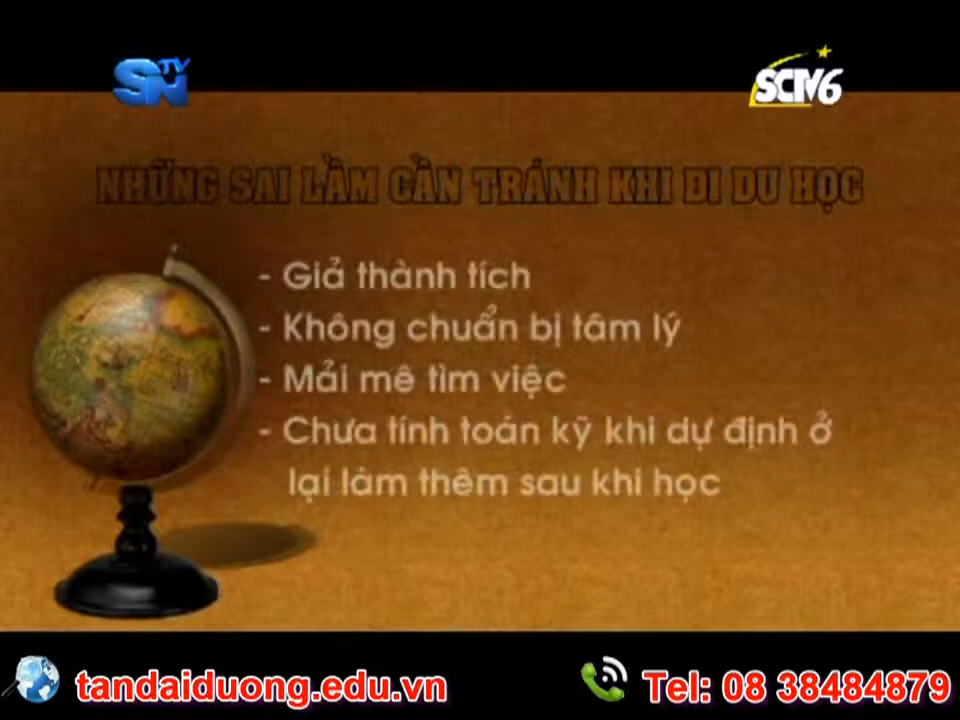 SNTV
SCTV6
NHỮNG SAI LẦM CẦN TRÁNH KHI ĐI DU HỌC
- Giả thành tích
- Không chuẩn bị tâm lý
- Mải mê tìm việc
- Chưa tính toán kỹ khi dự định ở
lại làm thêm sau khi học
tandaiduong.edu.vn
Tel: 08 38484879